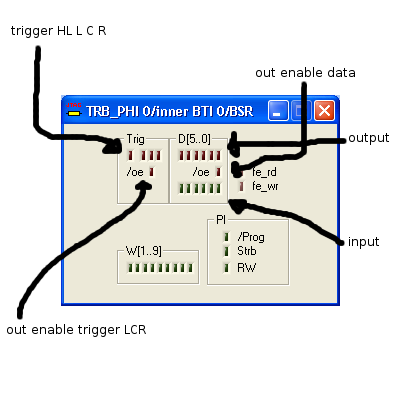 trigger HL L C R
out enable data
TRB_PHI 0/inner BTI 0/BSR
Trig
D[5..0]
output
/oe
/oe
fe_rd
fe_wr
PI
input
/Prog
W[1..9]
Strb
RW
out enable trigger LCR